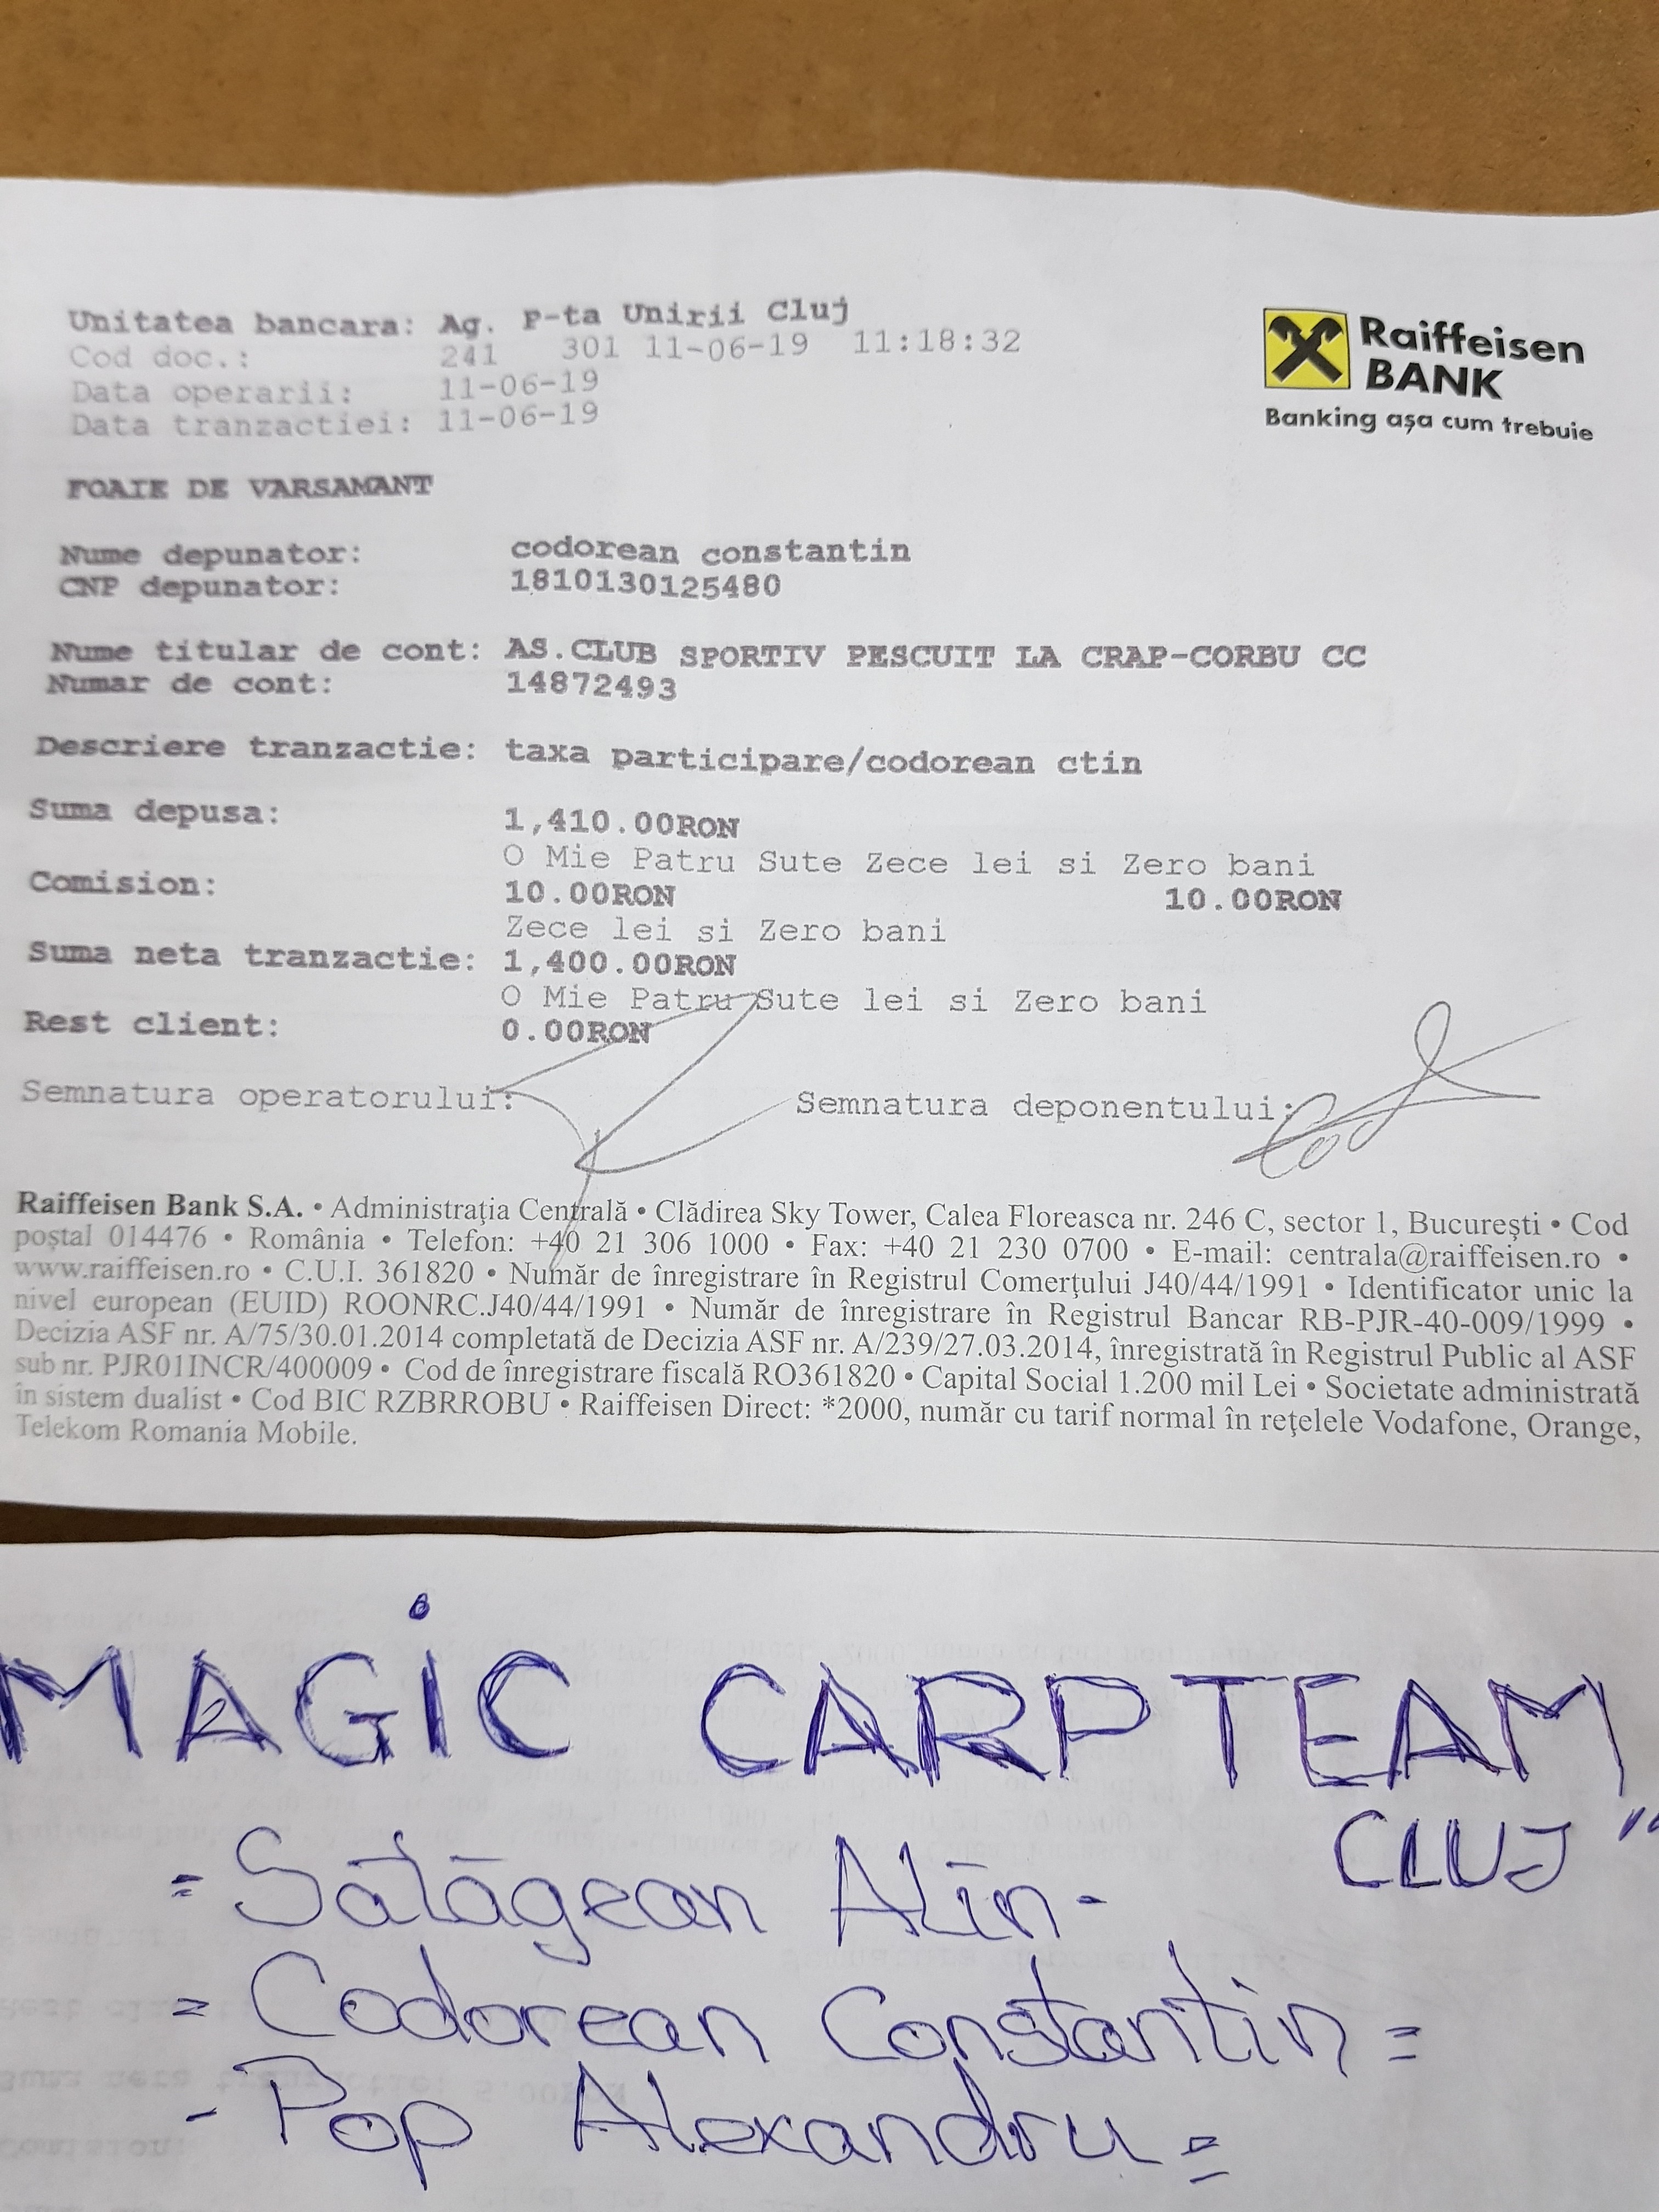 Unitatea bancara: Ag. P-ta Unirii Cluj
Cod doc.: 241 301 11-06-19 11:18:32
Data operarii: 11-06-19
Data tranzactiei: 11-06-19
Raiffeisen
BANK
Banking aşa cum trebuie
FOAIE DE VARSAMANT
Nume depunator: codorean constantin
CNP depunator: 1810130125480
Nume titular de cont: AS.CLUB SPORTIV PESCUIT LA CRAP-CORBU CC
Numar de cont: 14872493
Descriere tranzactie: taxa participare/codorean ctin
Suma depusa: 1,410.00RON
O Mie Patru Sute Zece lei si Zero bani
Comision: 10.00RON 10.00RON
Zece lei si Zero bani
Suma neta tranzactie: 1,400.00RON
O Mie Patru Sute lei si Zero bani
Rest client: 0.00RON
Semnatura operatorului: Semnatura deponentului:
Raiffeisen Bank S.A. • Administraţia Centrală • Clădirea Sky Tower, Calea Floreasca nr. 246 C, sector 1, Bucureşti • Cod
poştal 014476 • România • Telefon: +40 21 306 1000 • Fax: +40 21 230 0700 • E-mail: centrala@raiffeisen.ro •
www.raiffeisen.ro • C.U.I. 361820 • Număr de înregistrare în Registrul Comerţului J40/44/1991 • Identificator unic la
nivel european (EUID) ROONRC.J40/44/1991 • Număr de înregistrare în Registrul Bancar RB-PJR-40-009/1999 •
Decizia ASF nr. A/75/30.01.2014 completată de Decizia ASF nr. A/239/27.03.2014, înregistrată în Registrul Public al ASF
sub nr. PJR01INCR/400009 • Cod de înregistrare fiscală RO361820 • Capital Social 1.200 mil Lei • Societate administrată
în sistem dualist • Cod BIC RZBRROBU • Raiffeisen Direct: *2000, număr cu tarif normal în reţelele Vodafone, Orange,
Telekom Romania Mobile.
MAGiC CARPTEAM
CLUJ"
= Sălăgean Alin -
= Codorean Constantin =
- Pop Alexandru =